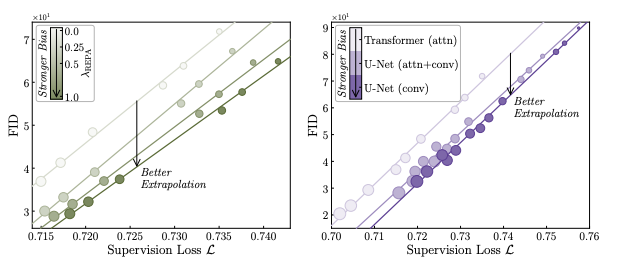 ×10¹
7
6
5
4
3
FID
0.715
0.720
0.725
0.730
0.735
0.740
Supervision Loss ℒ
Stronger Bias
0.0
0.25
0.5
1.0
λREPA
Better
Extrapolation
×10¹
9
8
7
6
5
4
3
2
FID
0.70
0.71
0.72
0.73
0.74
0.75
0.76
Supervision Loss ℒ
Stronger Bias
Transformer (attn)
U-Net (attn+conv)
U-Net (conv)
Better
Extrapolation